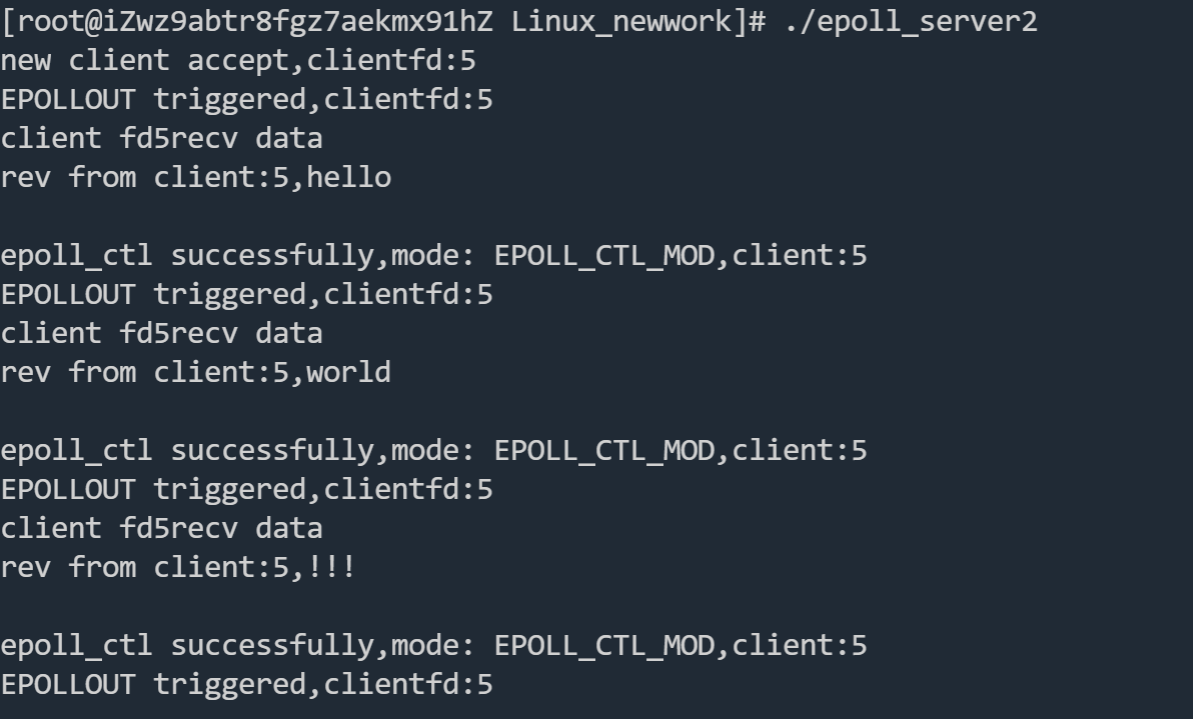 [root@iZwz9abtr8fgz7aekmx91hZ Linux_newwork]# ./epoll_server2
new client accept,clientfd:5
EPOLLOUT triggered,clientfd:5
client fd5recv data
rev from client:5,hello
epoll_ctl successfully,mode: EPOLL_CTL_MOD,client:5
EPOLLOUT triggered,clientfd:5
client fd5recv data
rev from client:5,world
epoll_ctl successfully,mode: EPOLL_CTL_MOD,client:5
EPOLLOUT triggered,clientfd:5
client fd5recv data
rev from client:5,!!!
epoll_ctl successfully,mode: EPOLL_CTL_MOD,client:5
EPOLLOUT triggered,clientfd:5